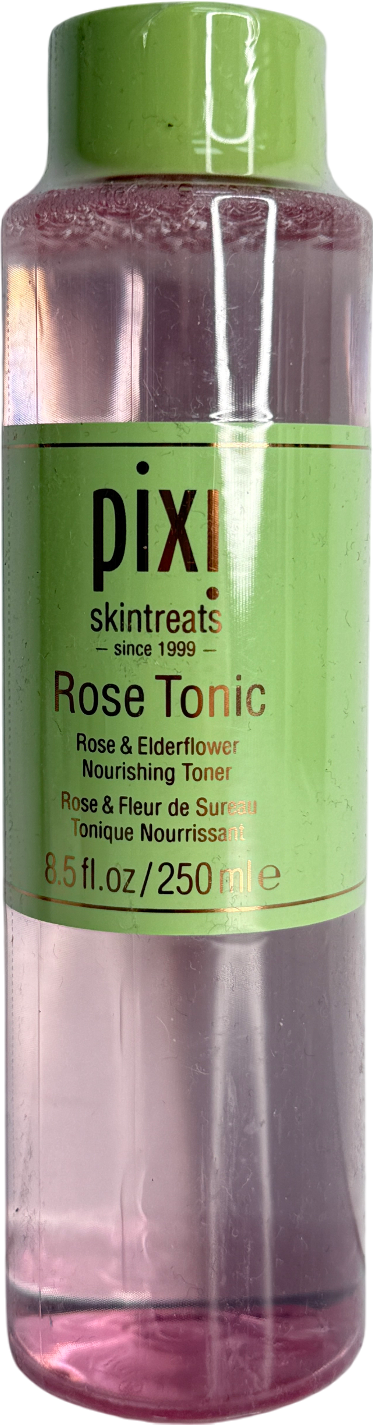 pixi
skintreats
– since 1999 –
Rose Tonic
Rose & Elderflower
Nourishing Toner
Rose & Fleur de Sureau
Tonique Nourrissant
8.5 fl.oz/250 ml e